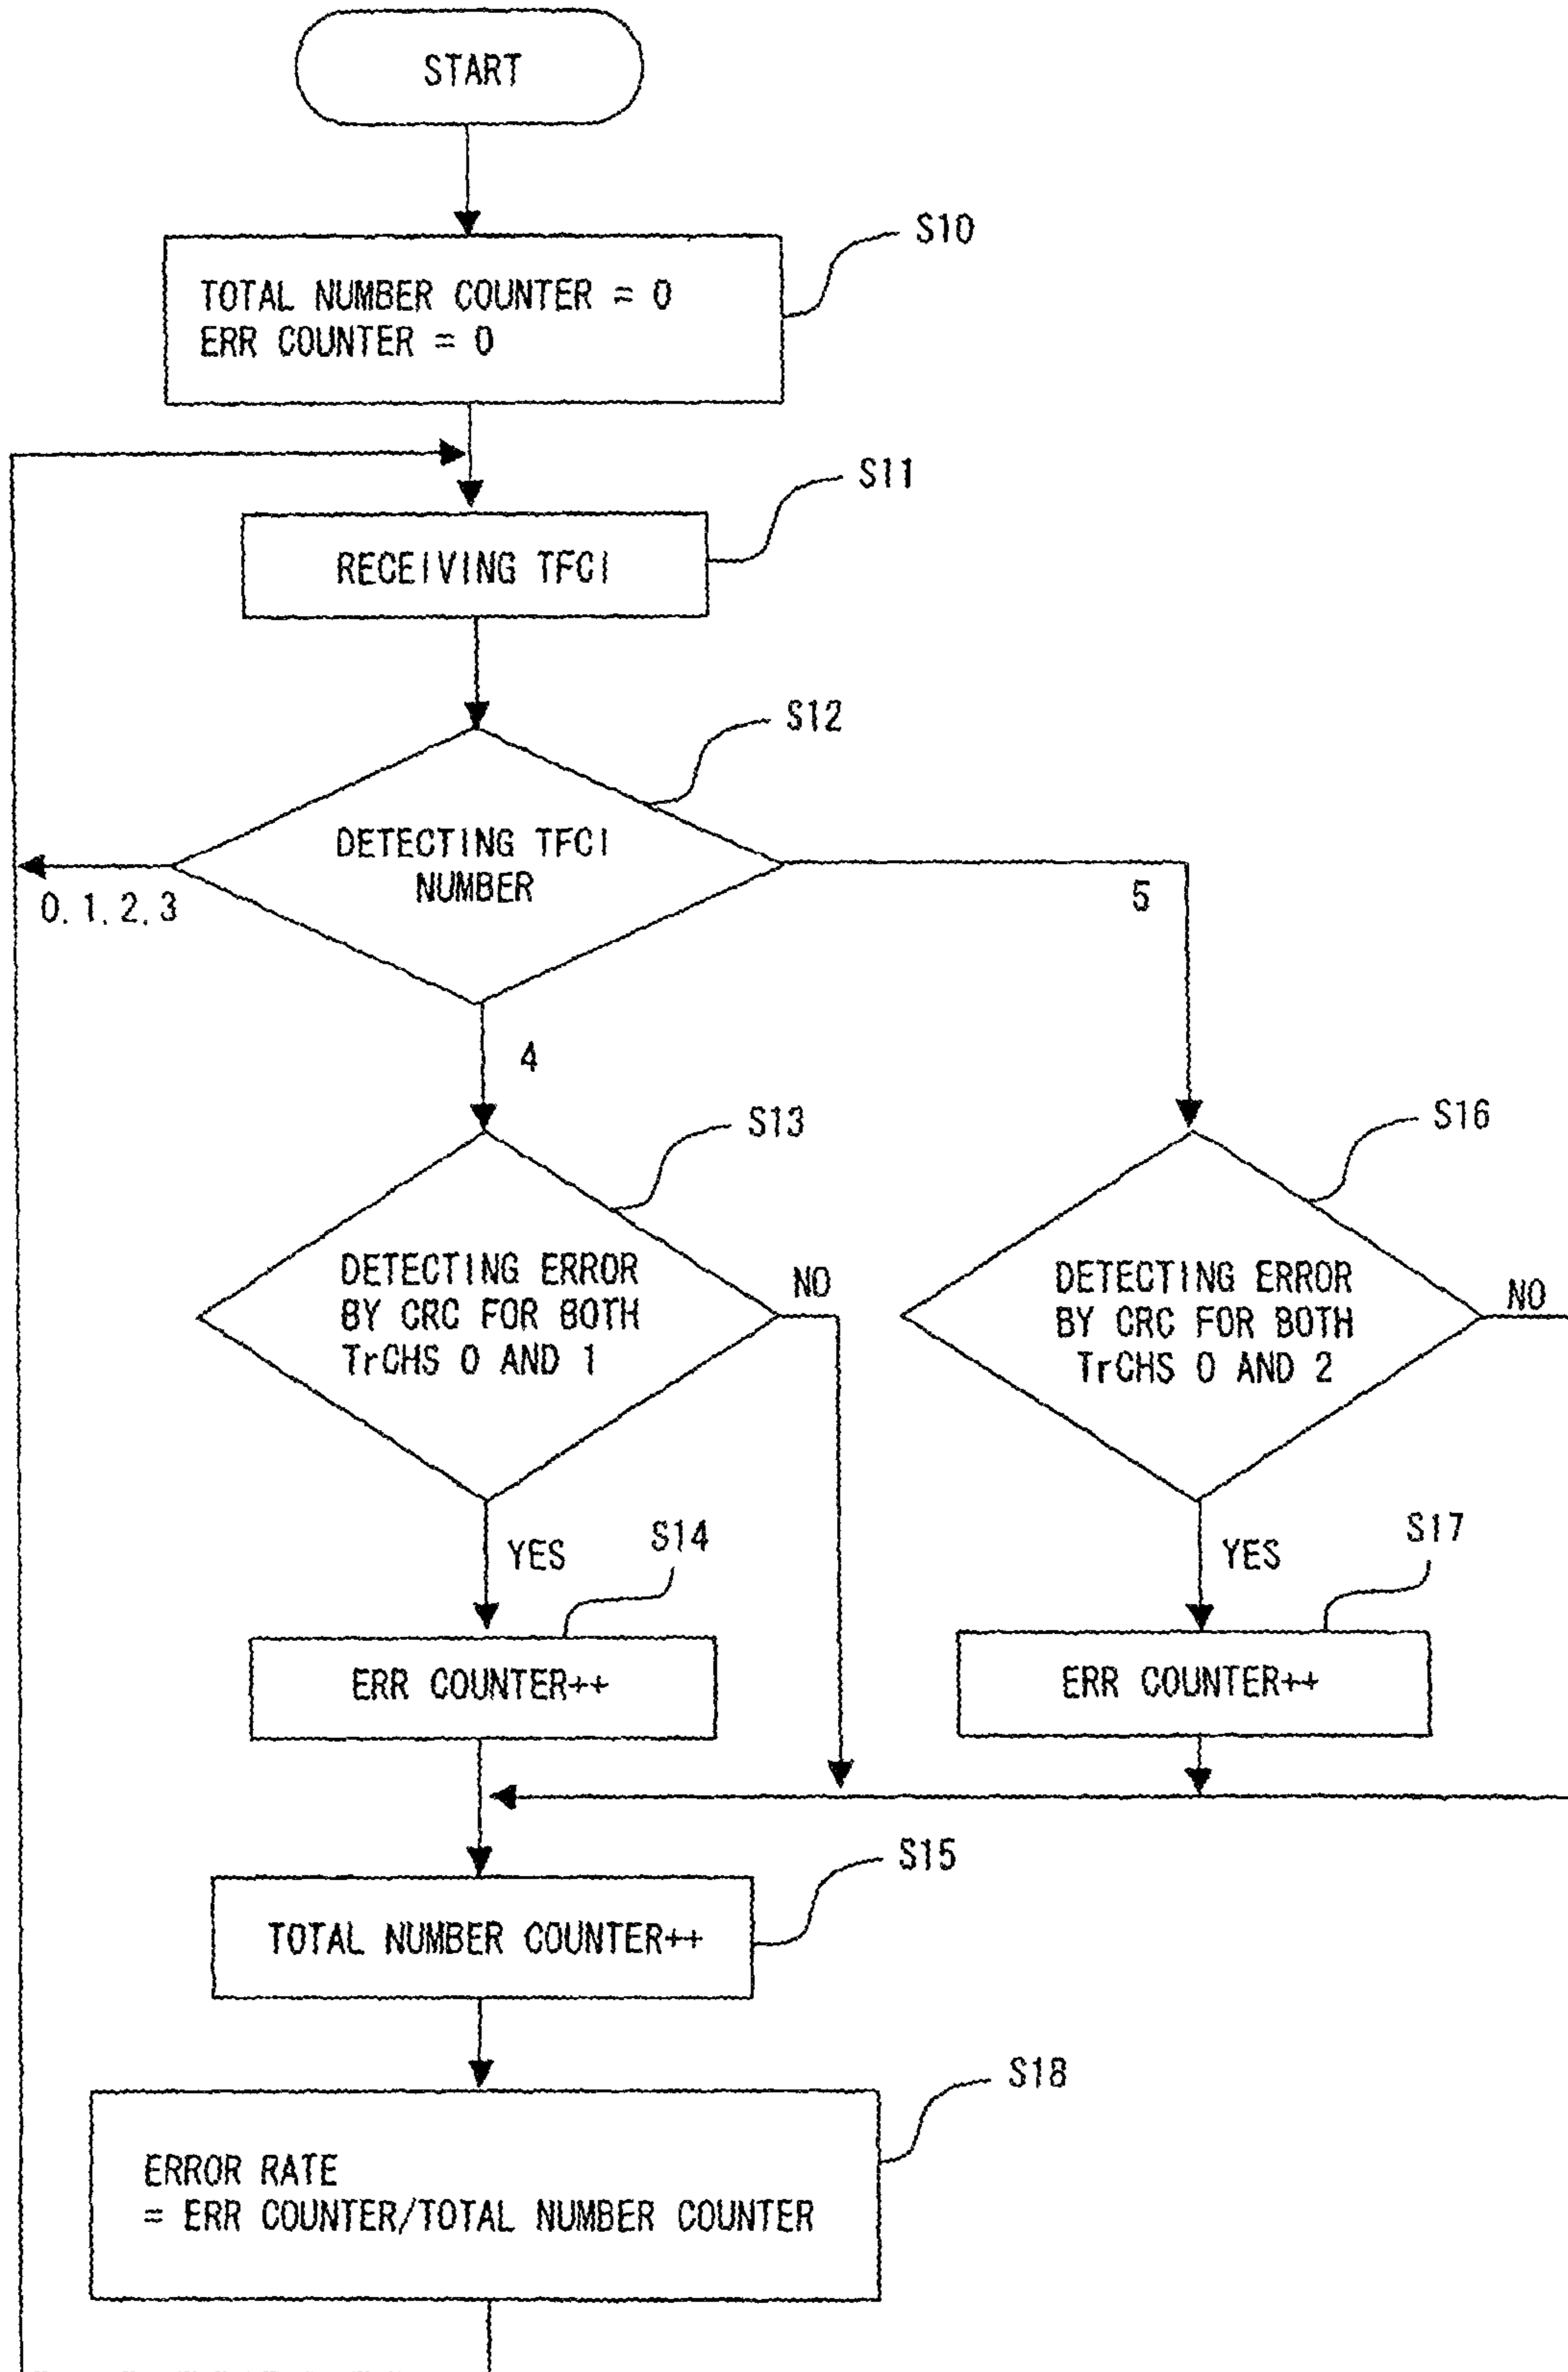 START
S10
TOTAL NUMBER COUNTER = 0
ERR COUNTER = 0
S11
RECEIVING TFCI
S12
DETECTING TFCI
NUMBER
0, 1, 2, 3
5
4
S13
S16
DETECTING ERROR
BY CRC FOR BOTH
TrCHS 0 AND 1
NO
DETECTING ERROR
BY CRC FOR BOTH
TrCHS 0 AND 2
NO
YES
S14
YES
S17
ERR COUNTER++
ERR COUNTER++
S15
TOTAL NUMBER COUNTER++
S18
ERROR RATE
= ERR COUNTER/TOTAL NUMBER COUNTER